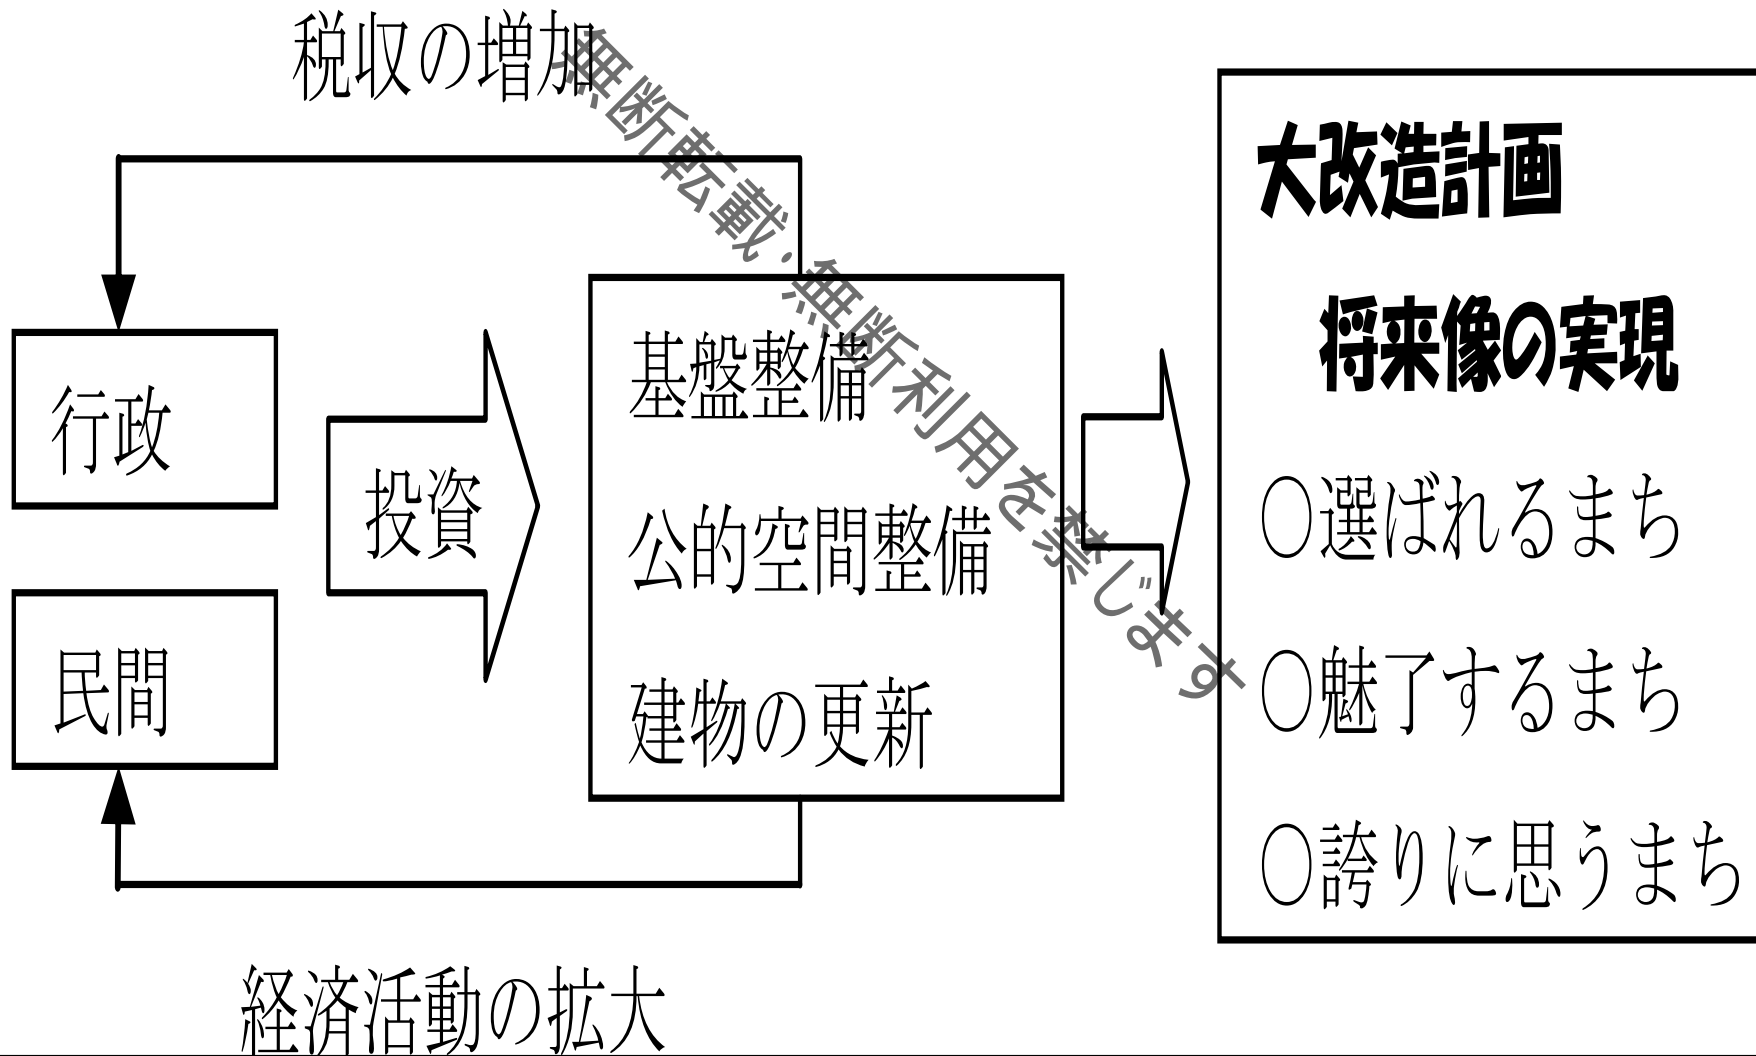 税収の増加
行政
民間
投資
基盤整備
公的空間整備
建物の更新
大改造計画
将来像の実現
○選ばれるまち
○魅了するまち
○誇りに思うまち
経済活動の拡大
無断転載・無断利用を禁じます